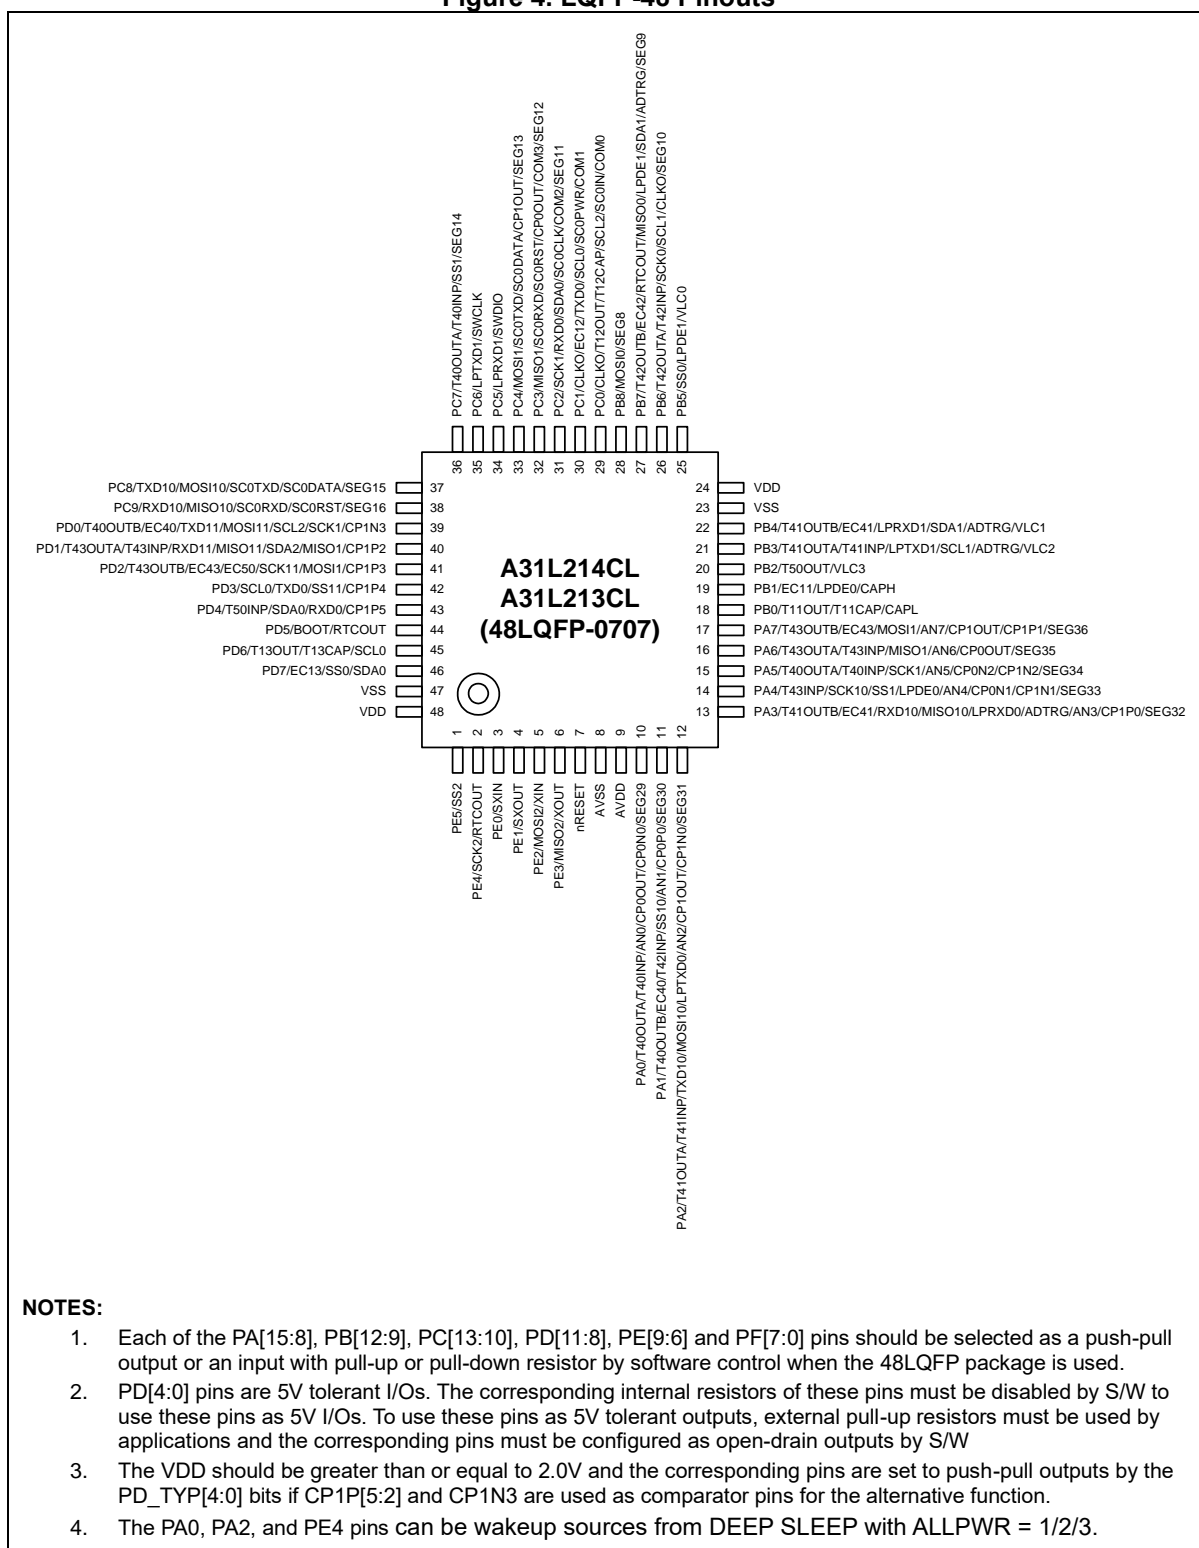 Figure 4. LQFP-48 Pinouts
PC7/T40OUTA/T40INP/SS1/SEG14
PC6/LPTXD1/SWCLK
PC5/LPRXD1/SWDIO
PC4/MOSI1/SC0TXD/SC0DATA/CP1OUT/SEG13
PC3/MISO1/SC0RXD/SC0RST/CP0OUT/COM3/SEG12
PC2/SCK1/RXD0/SDA0/SC0CLK/COM2/SEG11
PC1/CLKO/EC12/TXD0/SCL0/SC0PWR/COM1
PC0/CLKO/T12OUT/T12CAP/SCL2/SC0IN/COM0
PB8/MOSI0/SEG8
PB7/T42OUTB/EC42/RTCOUT/MISO0/LPDE1/SDA1/ADTRG/SEG9
PB6/T42OUTA/T42INP/SCK0/SCL1/CLKO/SEG10
PB5/SS0/LPDE1/VLC0
36 35 34 33 32 31 30 29 28 27 26 25
PC8/TXD10/MOSI10/SC0TXD/SC0DATA/SEG15 37
PC9/RXD10/MISO10/SC0RXD/SC0RST/SEG16 38
PD0/T40OUTB/EC40/TXD11/MOSI11/SCL2/SCK1/CP1N3 39
PD1/T43OUTA/T43INP/RXD11/MISO11/SDA2/MISO1/CP1P2 40
PD2/T43OUTB/EC43/EC50/SCK11/MOSI1/CP1P3 41
PD3/SCL0/TXD0/SS11/CP1P4 42
PD4/T50INP/SDA0/RXD0/CP1P5 43
PD5/BOOT/RTCOUT 44
PD6/T13OUT/T13CAP/SCL0 45
PD7/EC13/SS0/SDA0 46
VSS 47
VDD 48
A31L214CL
A31L213CL
(48LQFP-0707)
24 VDD
23 VSS
22 PB4/T41OUTB/EC41/LPRXD1/SDA1/ADTRG/VLC1
21 PB3/T41OUTA/T41INP/LPTXD1/SCL1/ADTRG/VLC2
20 PB2/T50OUT/VLC3
19 PB1/EC11/LPDE0/CAPH
18 PB0/T11OUT/T11CAP/CAPL
17 PA7/T43OUTB/EC43/MOSI1/AN7/CP1OUT/CP1P1/SEG36
16 PA6/T43OUTA/T43INP/MISO1/AN6/CP0OUT/SEG35
15 PA5/T40OUTA/T40INP/SCK1/AN5/CP0N2/CP1N2/SEG34
14 PA4/T43INP/SCK10/SS1/LPDE0/AN4/CP0N1/CP1N1/SEG33
13 PA3/T41OUTB/EC41/RXD10/MISO10/LPRXD0/ADTRG/AN3/CP1P0/SEG32
1 2 3 4 5 6 7 8 9 10 11 12
PE5/SS2
PE4/SCK2/RTCOUT
PE0/SXIN
PE1/SXOUT
PE2/MOSI2/XIN
PE3/MISO2/XOUT
nRESET
AVSS
AVDD
PA0/T40OUTA/T40INP/AN0/CP0OUT/CP0N0/SEG29
PA1/T40OUTB/EC40/T42INP/SS10/AN1/CP0P0/SEG30
PA2/T41OUTA/T41INP/TXD10/MOSI10/LPTXD0/AN2/CP1OUT/CP1N0/SEG31
NOTES:
1. Each of the PA[15:8], PB[12:9], PC[13:10], PD[11:8], PE[9:6] and PF[7:0] pins should be selected as a push-pull
output or an input with pull-up or pull-down resistor by software control when the 48LQFP package is used.
2. PD[4:0] pins are 5V tolerant I/Os. The corresponding internal resistors of these pins must be disabled by S/W to
use these pins as 5V I/Os. To use these pins as 5V tolerant outputs, external pull-up resistors must be used by
applications and the corresponding pins must be configured as open-drain outputs by S/W
3. The VDD should be greater than or equal to 2.0V and the corresponding pins are set to push-pull outputs by the
PD_TYP[4:0] bits if CP1P[5:2] and CP1N3 are used as comparator pins for the alternative function.
4. The PA0, PA2, and PE4 pins can be wakeup sources from DEEP SLEEP with ALLPWR = 1/2/3.